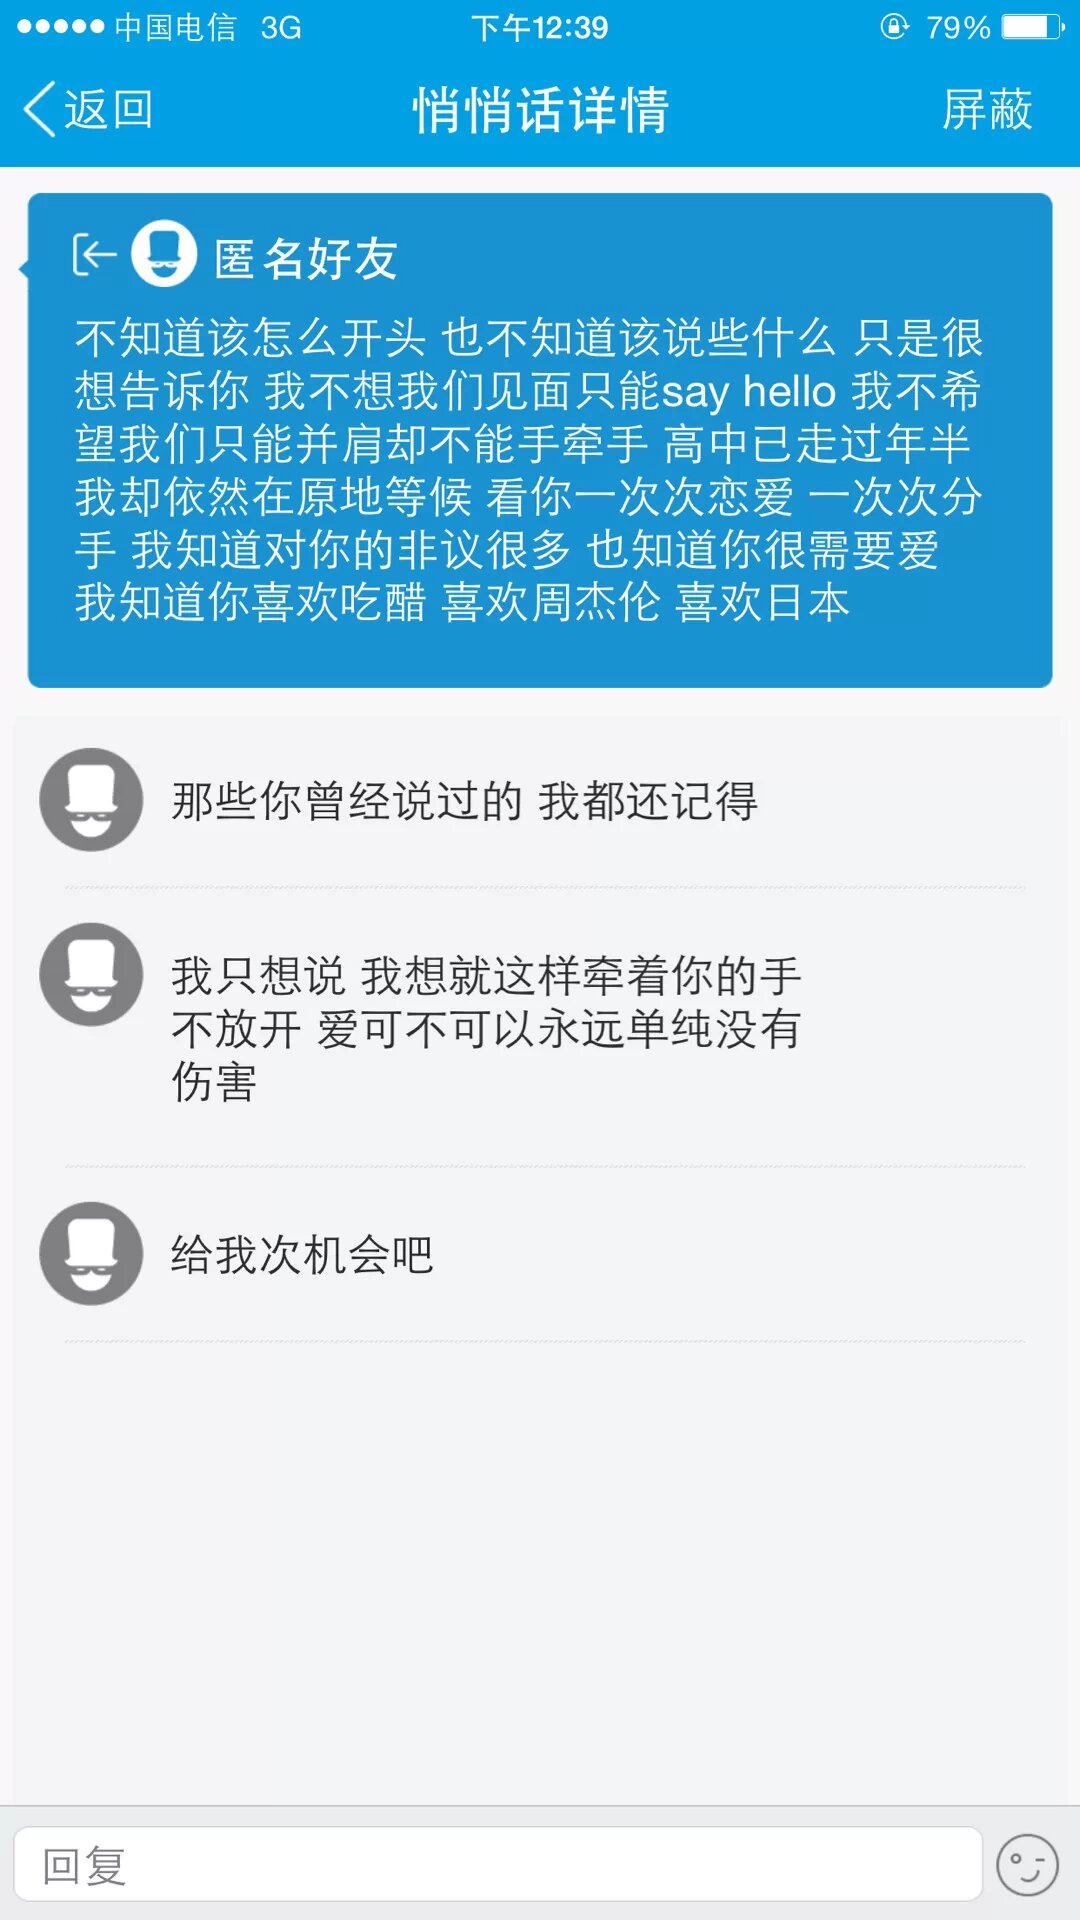 中国电信 3G 下午12:39 79%
返回 悄悄话详情 屏蔽
匿名好友
不知道该怎么开头 也不知道该说些什么 只是很
想告诉你 我不想我们见面只能say hello 我不希
望我们只能并肩却不能手牵手 高中已走过年半
我却依然在原地等候 看你一次次恋爱 一次次分
手 我知道对你的非议很多 也知道你很需要爱
我知道你喜欢吃醋 喜欢周杰伦 喜欢日本
那些你曾经说过的 我都还记得
我只想说 我想就这样牵着你的手
不放开 爱可不可以永远单纯没有
伤害
给我次机会吧
回复